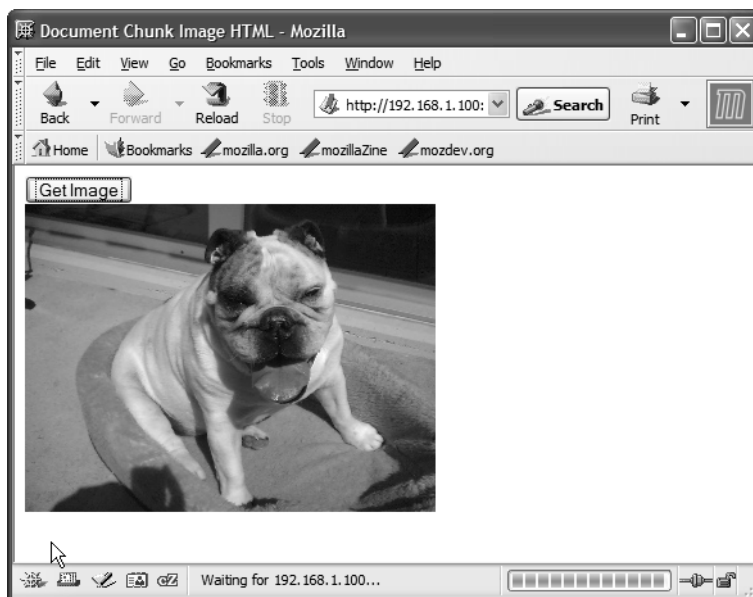 Document Chunk Image HTML - Mozilla
File Edit View Go Bookmarks Tools Window Help
Back Forward Reload Stop http://192.168.1.100: Search Print
Home Bookmarks mozilla.org mozillaZine mozdev.org
Get Image
Waiting for 192.168.1.100...